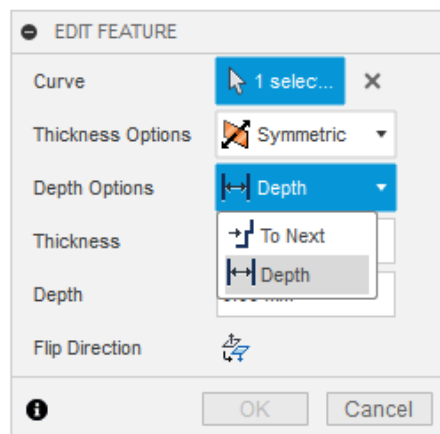 EDIT FEATURE
Curve 1 selec...
Thickness Options Symmetric
Depth Options Depth
To Next
Thickness
Depth
Depth
Flip Direction
OK Cancel